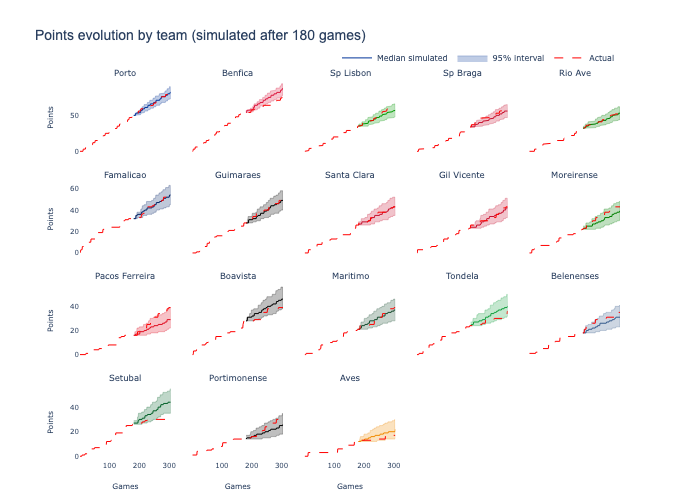 Points evolution by team (simulated after 180 games)
Median simulated 95% interval Actual
Porto Benfica Sp Lisbon Sp Braga Rio Ave
Points
50
0
Famalicao Guimaraes Santa Clara Gil Vicente Moreirense
Points
60
40
20
0
Pacos Ferreira Boavista Maritimo Tondela Belenenses
Points
40
20
0
Setubal Portimonense Aves
Points
40
20
0
100 200 300 100 200 300 100 200 300
Games Games Games